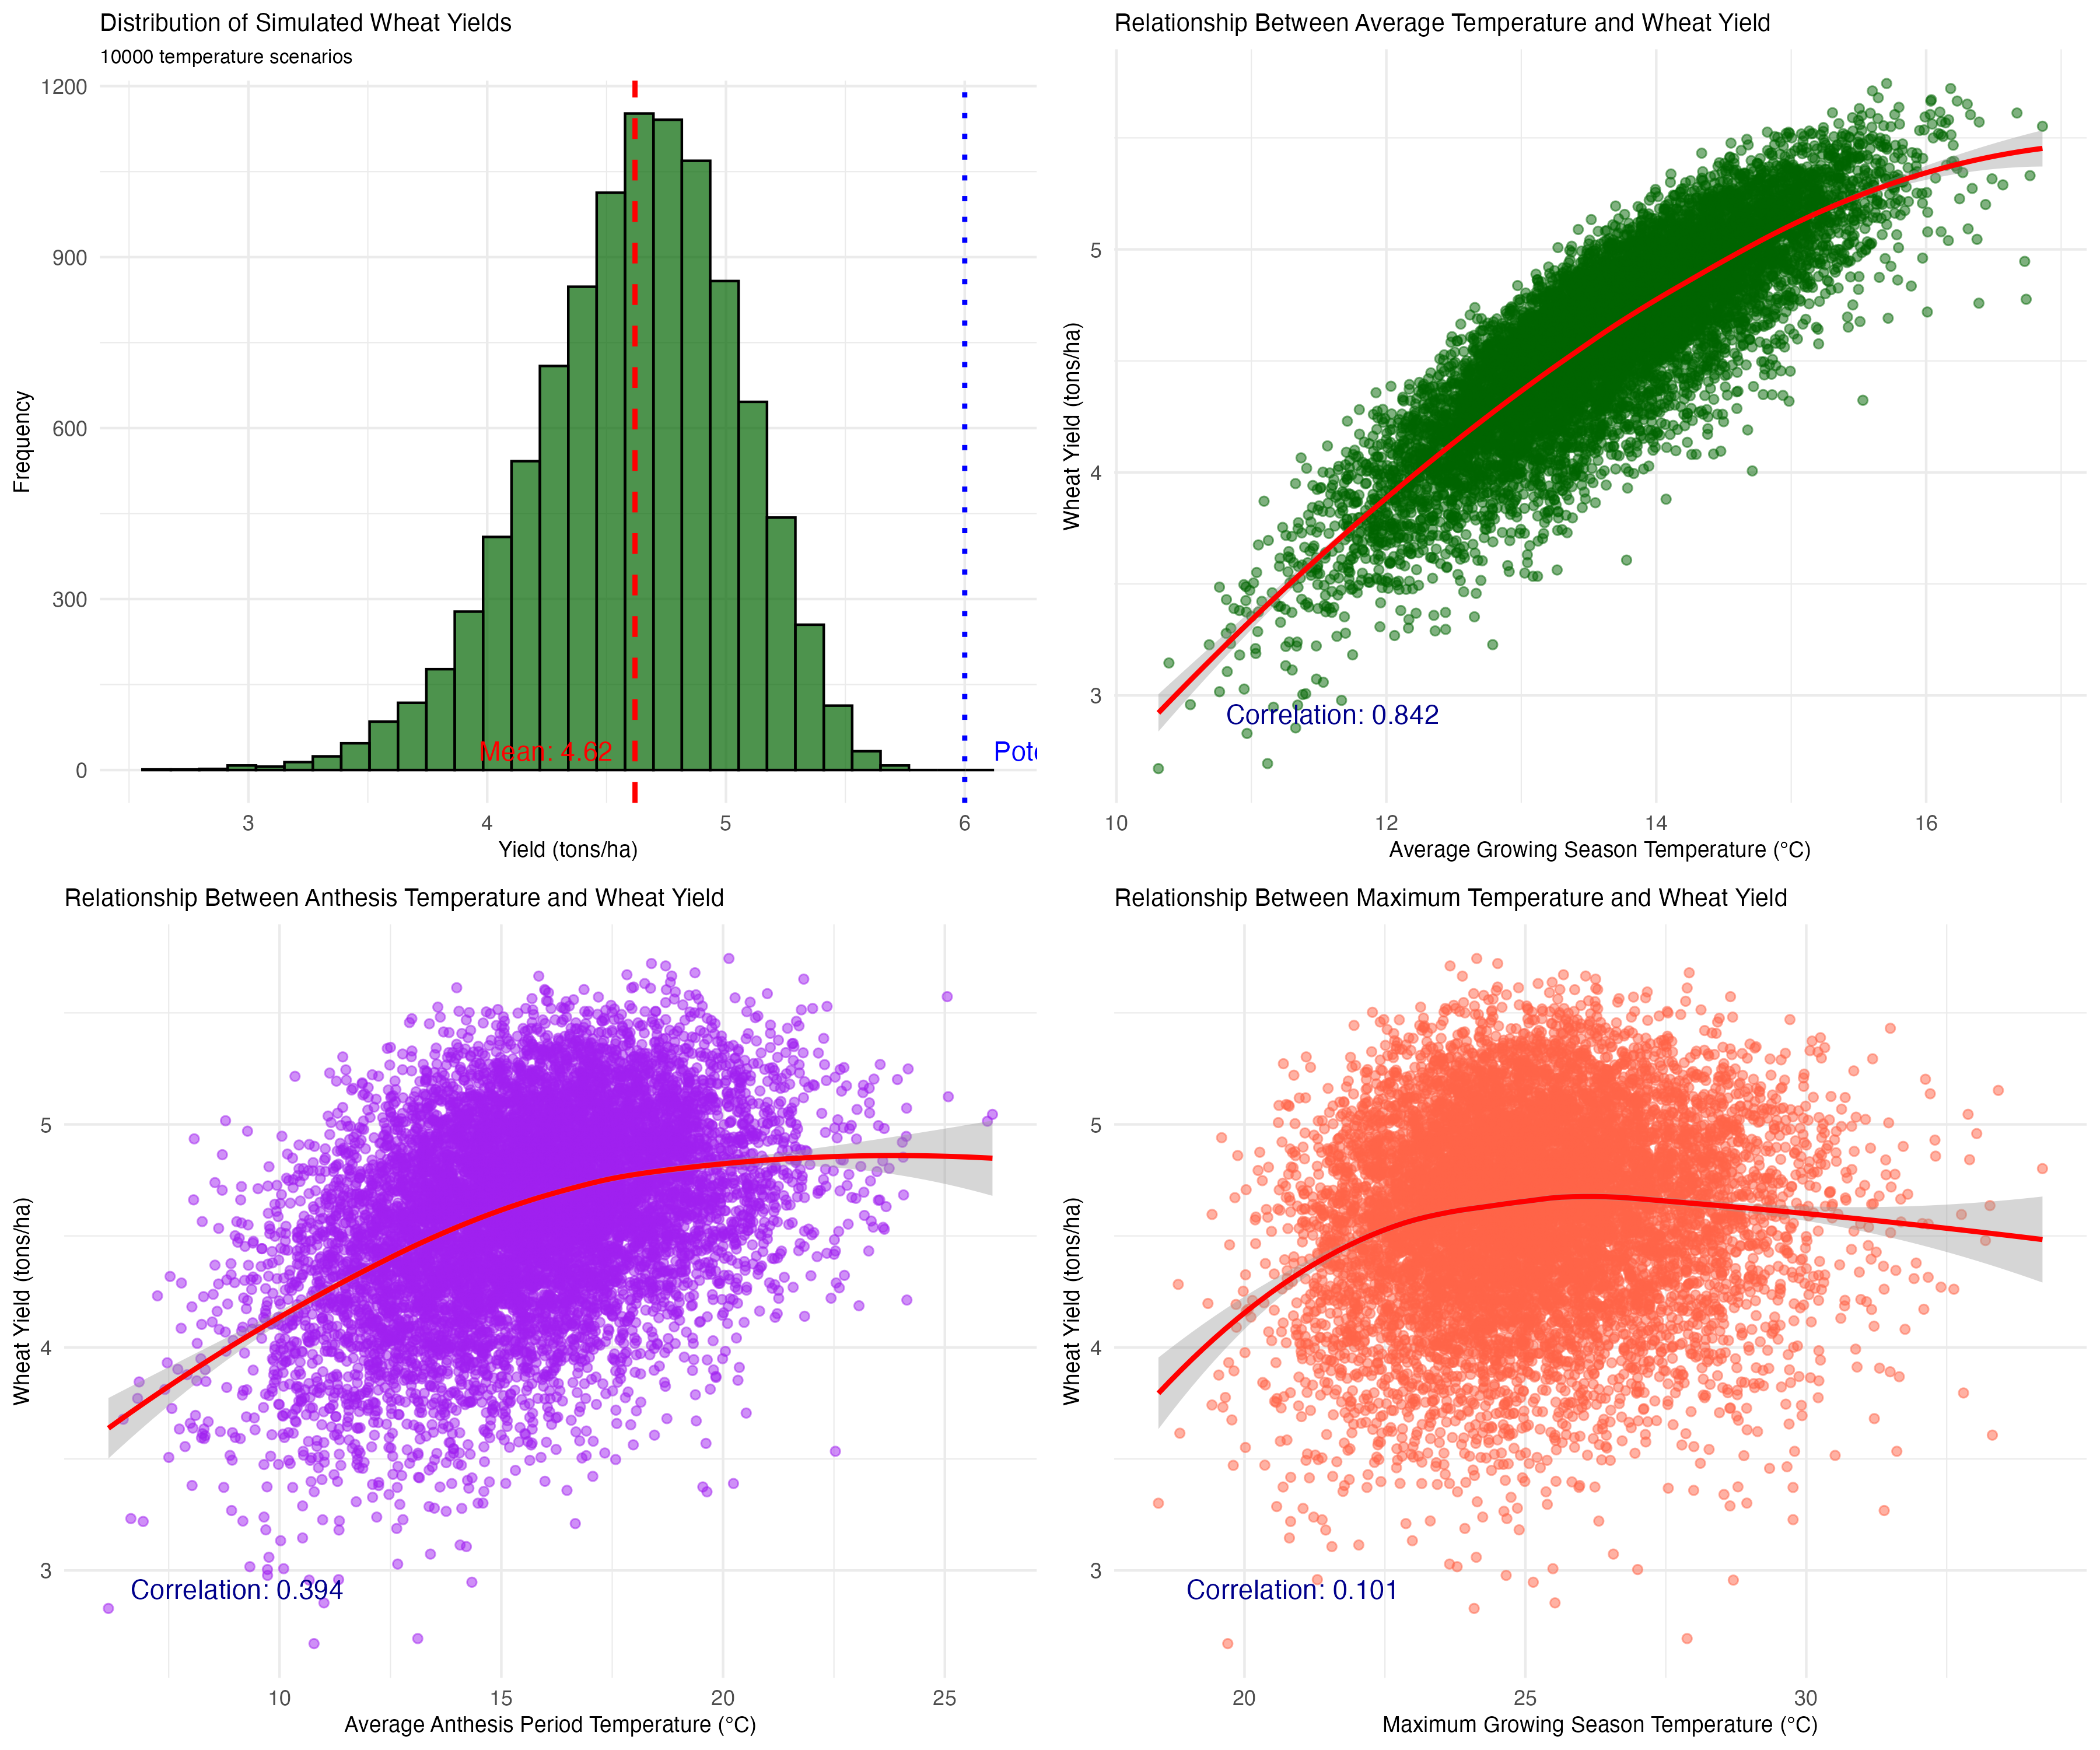 Distribution of Simulated Wheat Yields
10000 temperature scenarios
1200
900
600
300
0
Frequency
Mean: 4.62
Pote
3 4 5 6
Yield (tons/ha)
Relationship Between Average Temperature and Wheat Yield
5
4
3
Wheat Yield (tons/ha)
Correlation: 0.842
10 12 14 16
Average Growing Season Temperature (°C)
Relationship Between Anthesis Temperature and Wheat Yield
5
4
3
Wheat Yield (tons/ha)
Correlation: 0.394
10 15 20 25
Average Anthesis Period Temperature (°C)
Relationship Between Maximum Temperature and Wheat Yield
5
4
3
Wheat Yield (tons/ha)
Correlation: 0.101
20 25 30
Maximum Growing Season Temperature (°C)